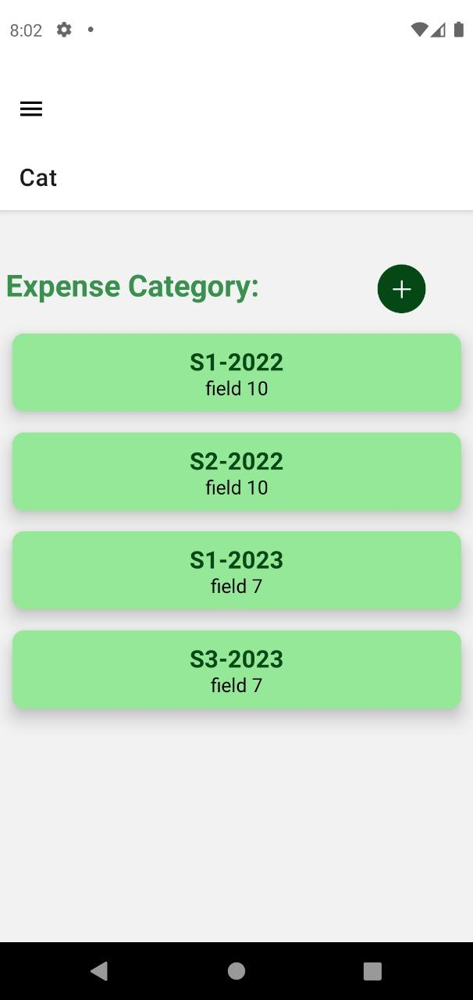 8:02
Cat
Expense Category:
S1-2022
field 10
S2-2022
field 10
S1-2023
field 7
S3-2023
field 7